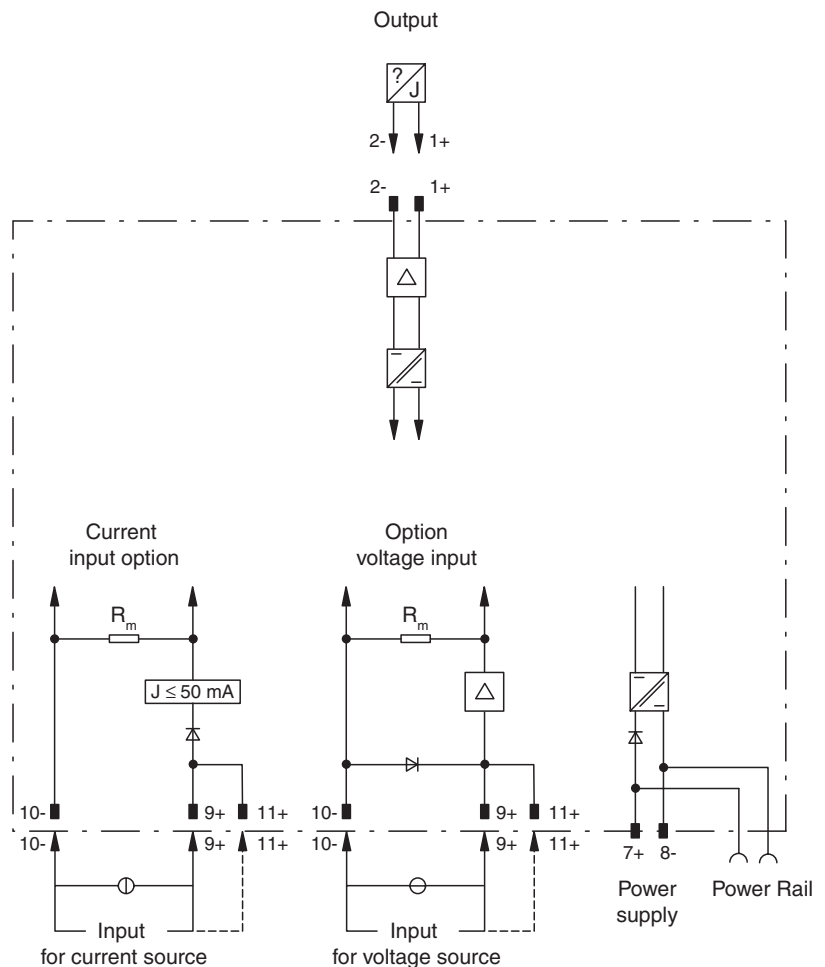 Output
?
J
2- 1+
2- 1+
Current
input option
Option
voltage input
Rm
Rm
J ≤ 50 mA
10- 9+ 11+ 10- 9+ 11+
10- 9+ 11+ 10- 9+ 11+
7+ 8-
Input
for current source
Input
for voltage source
Power
supply
Power Rail